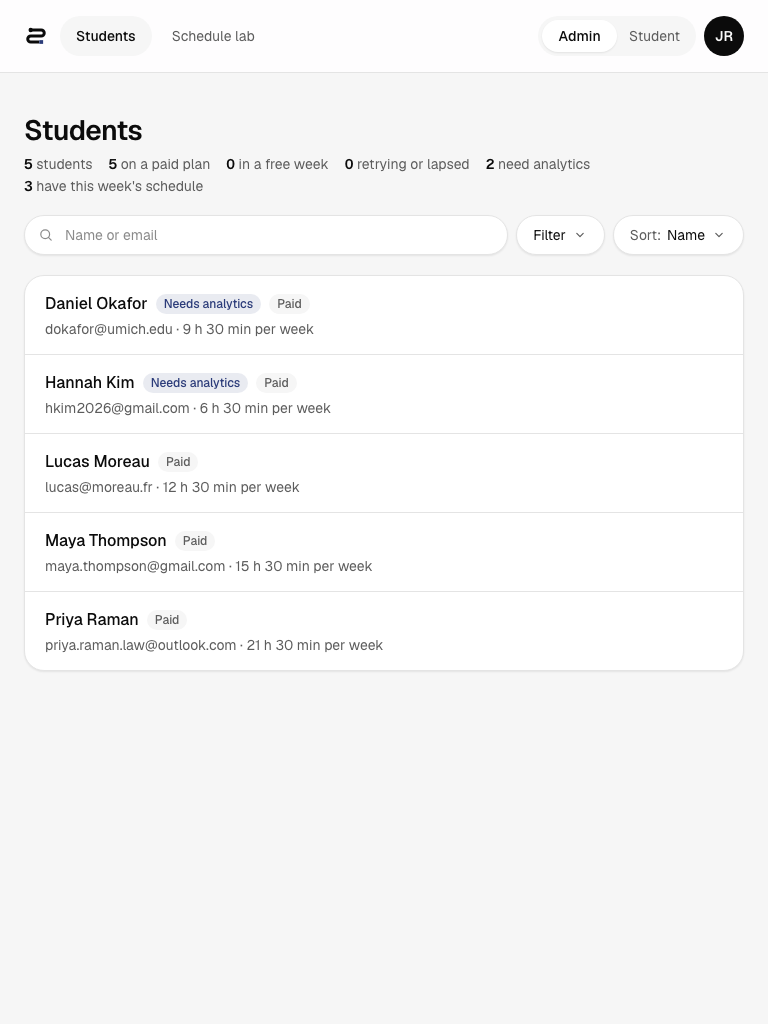 Students
Schedule lab
Admin
Student
JR
Students
5 students 5 on a paid plan 0 in a free week 0 retrying or lapsed 2 need analytics
3 have this week's schedule
Name or email
Filter
Sort: Name
Daniel Okafor Needs analytics Paid
dokafor@umich.edu · 9 h 30 min per week
Hannah Kim Needs analytics Paid
hkim2026@gmail.com · 6 h 30 min per week
Lucas Moreau Paid
lucas@moreau.fr · 12 h 30 min per week
Maya Thompson Paid
maya.thompson@gmail.com · 15 h 30 min per week
Priya Raman Paid
priya.raman.law@outlook.com · 21 h 30 min per week